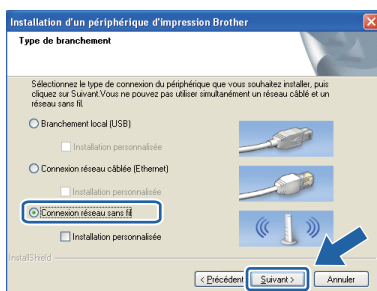 Installation d'un périphérique d'impression Brother
Type de branchement
Sélectionnez le type de connexion du périphérique que vous souhaitez installer, puis
cliquez sur Suivant.Vous ne pouvez pas utiliser simultanément un réseau câblé et un
réseau sans fil.
Branchement local (USB)
Installation personnalisée
Connexion réseau câblée (Ethernet)
Installation personnalisée
Connexion réseau sans fil
Installation personnalisée
InstallShield
< Précédent
Suivant >
Annuler